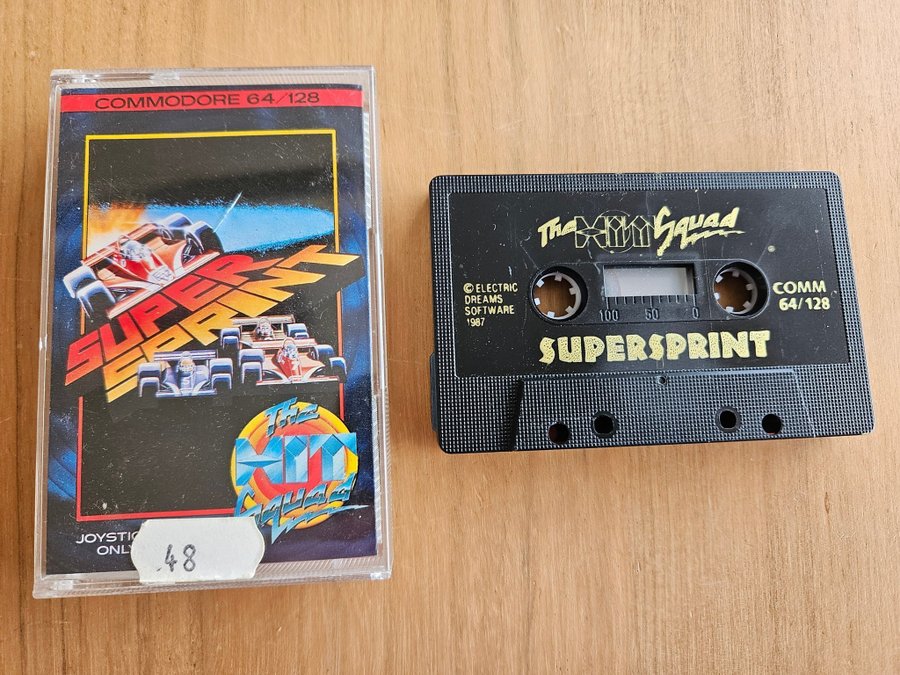 COMMODORE 64/128
SUPER
SPRINT
The
HIT
Squad
JOYSTIC
ONLY
48
The HIT Squad
© ELECTRIC
DREAMS
SOFTWARE
1987
100 50 0
COMM
64/128
SUPERSPRINT